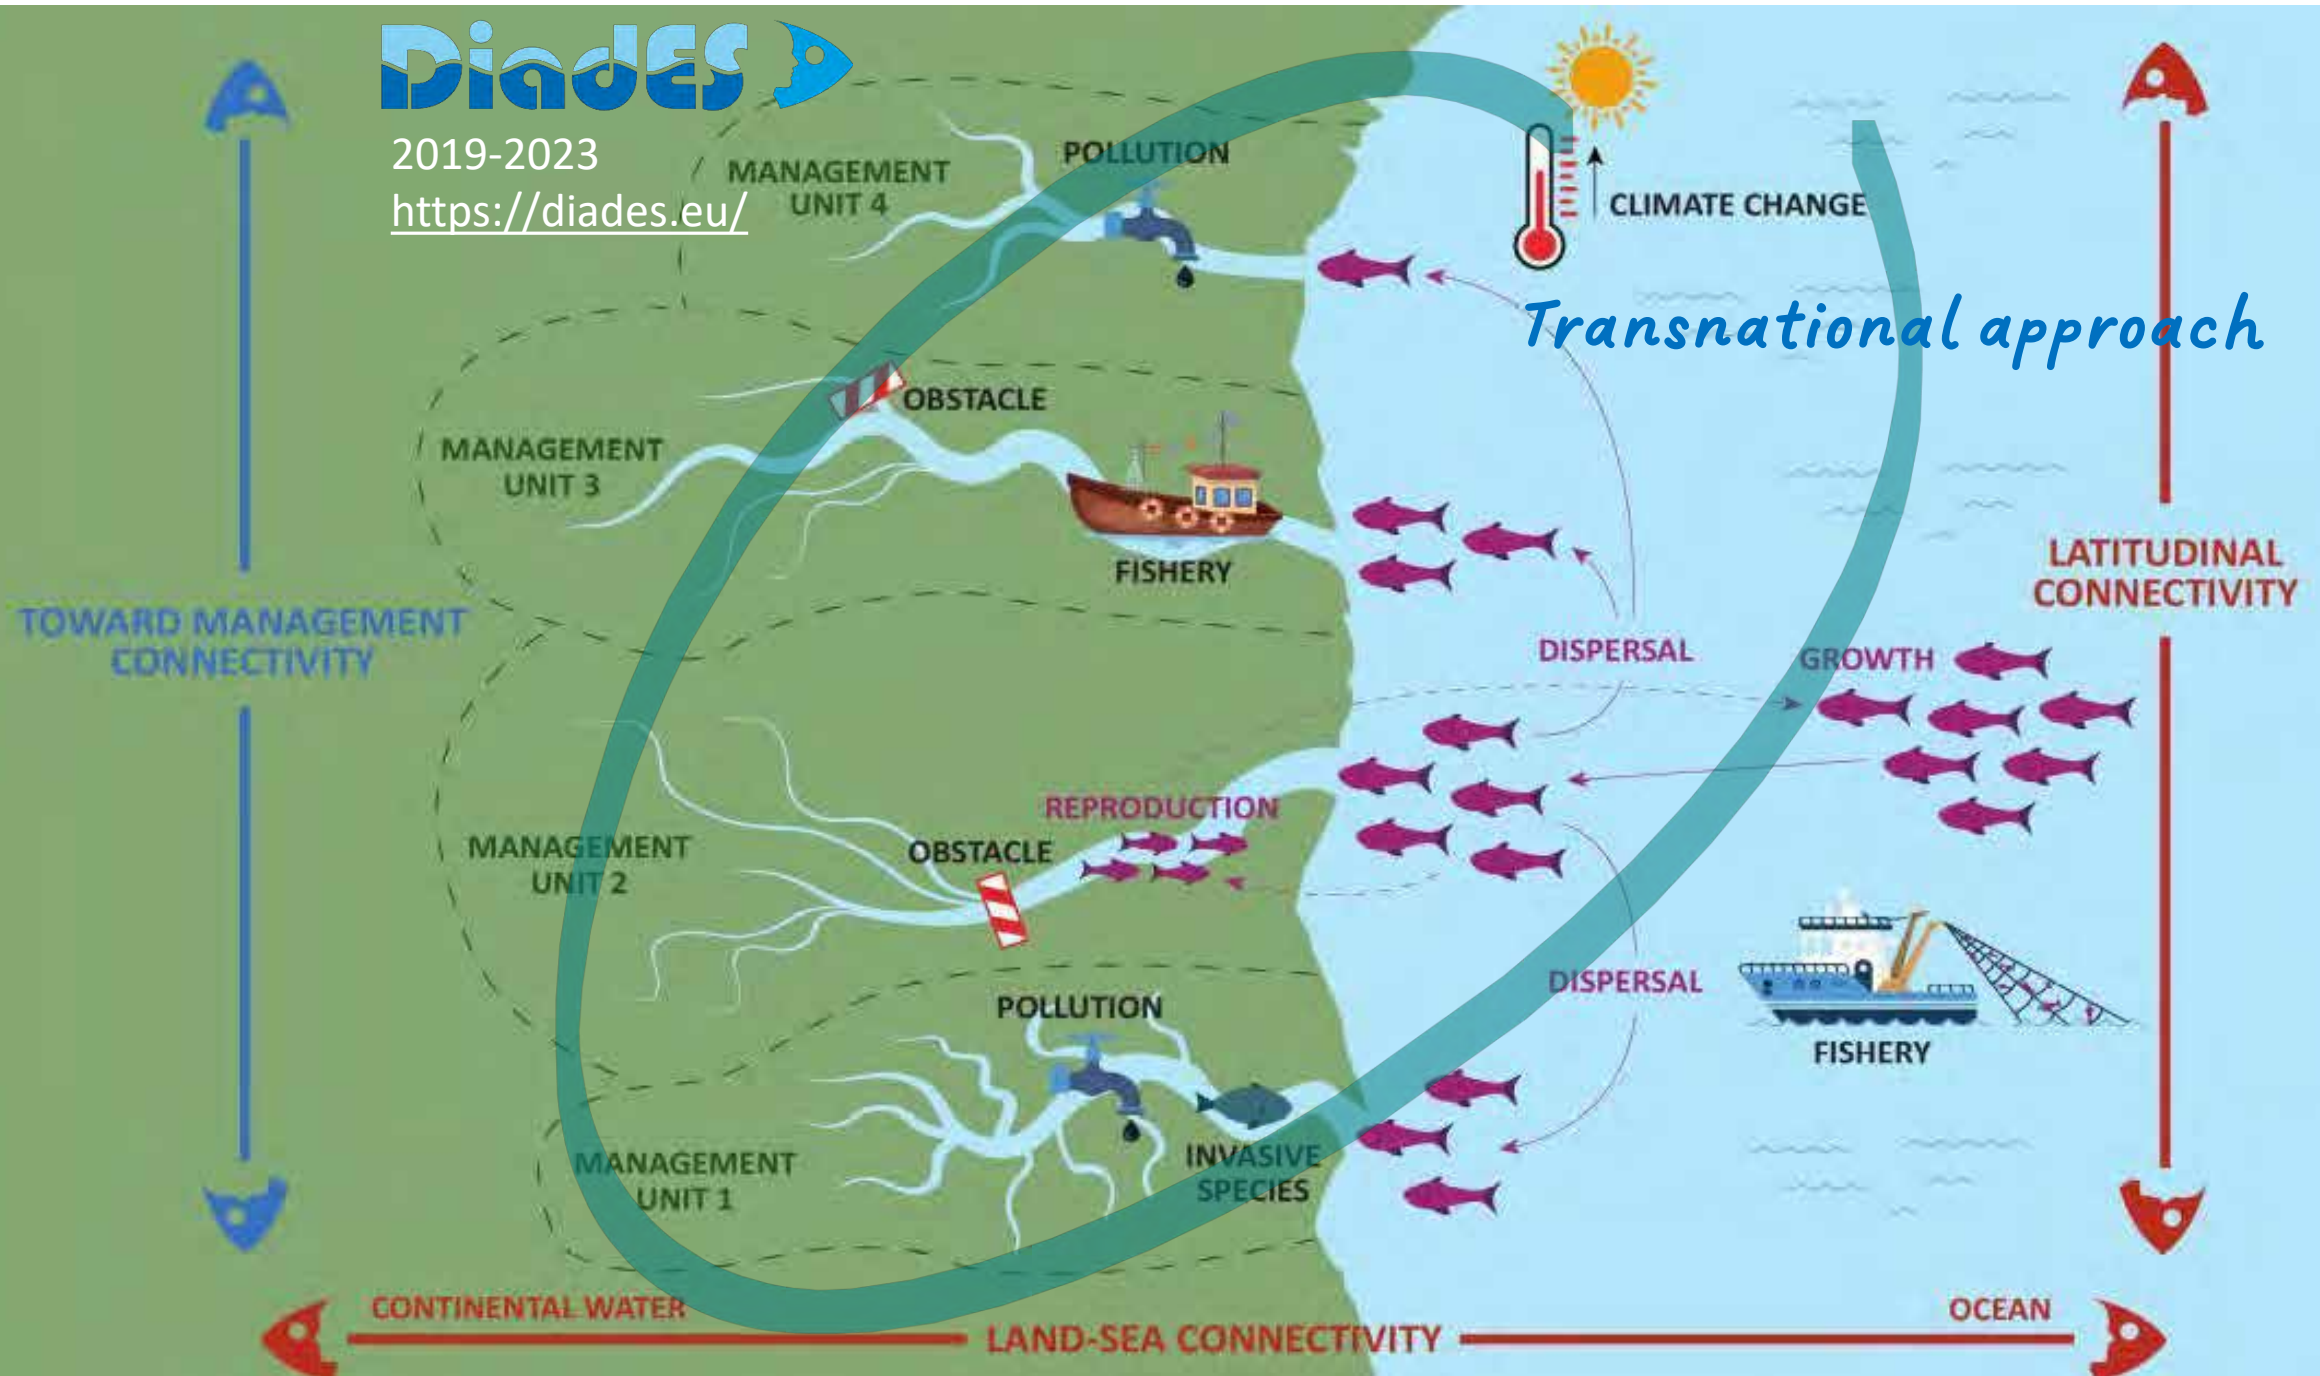 DiadES
2019-2023
https://diades.eu/
MANAGEMENT
UNIT 4
POLLUTION
CLIMATE CHANGE
Transnational approach
OBSTACLE
MANAGEMENT
UNIT 3
FISHERY
LATITUDINAL
CONNECTIVITY
TOWARD MANAGEMENT
CONNECTIVITY
DISPERSAL
GROWTH
REPRODUCTION
MANAGEMENT
UNIT 2
OBSTACLE
DISPERSAL
FISHERY
POLLUTION
MANAGEMENT
UNIT 1
INVASIVE
SPECIES
CONTINENTAL WATER
OCEAN
LAND-SEA CONNECTIVITY